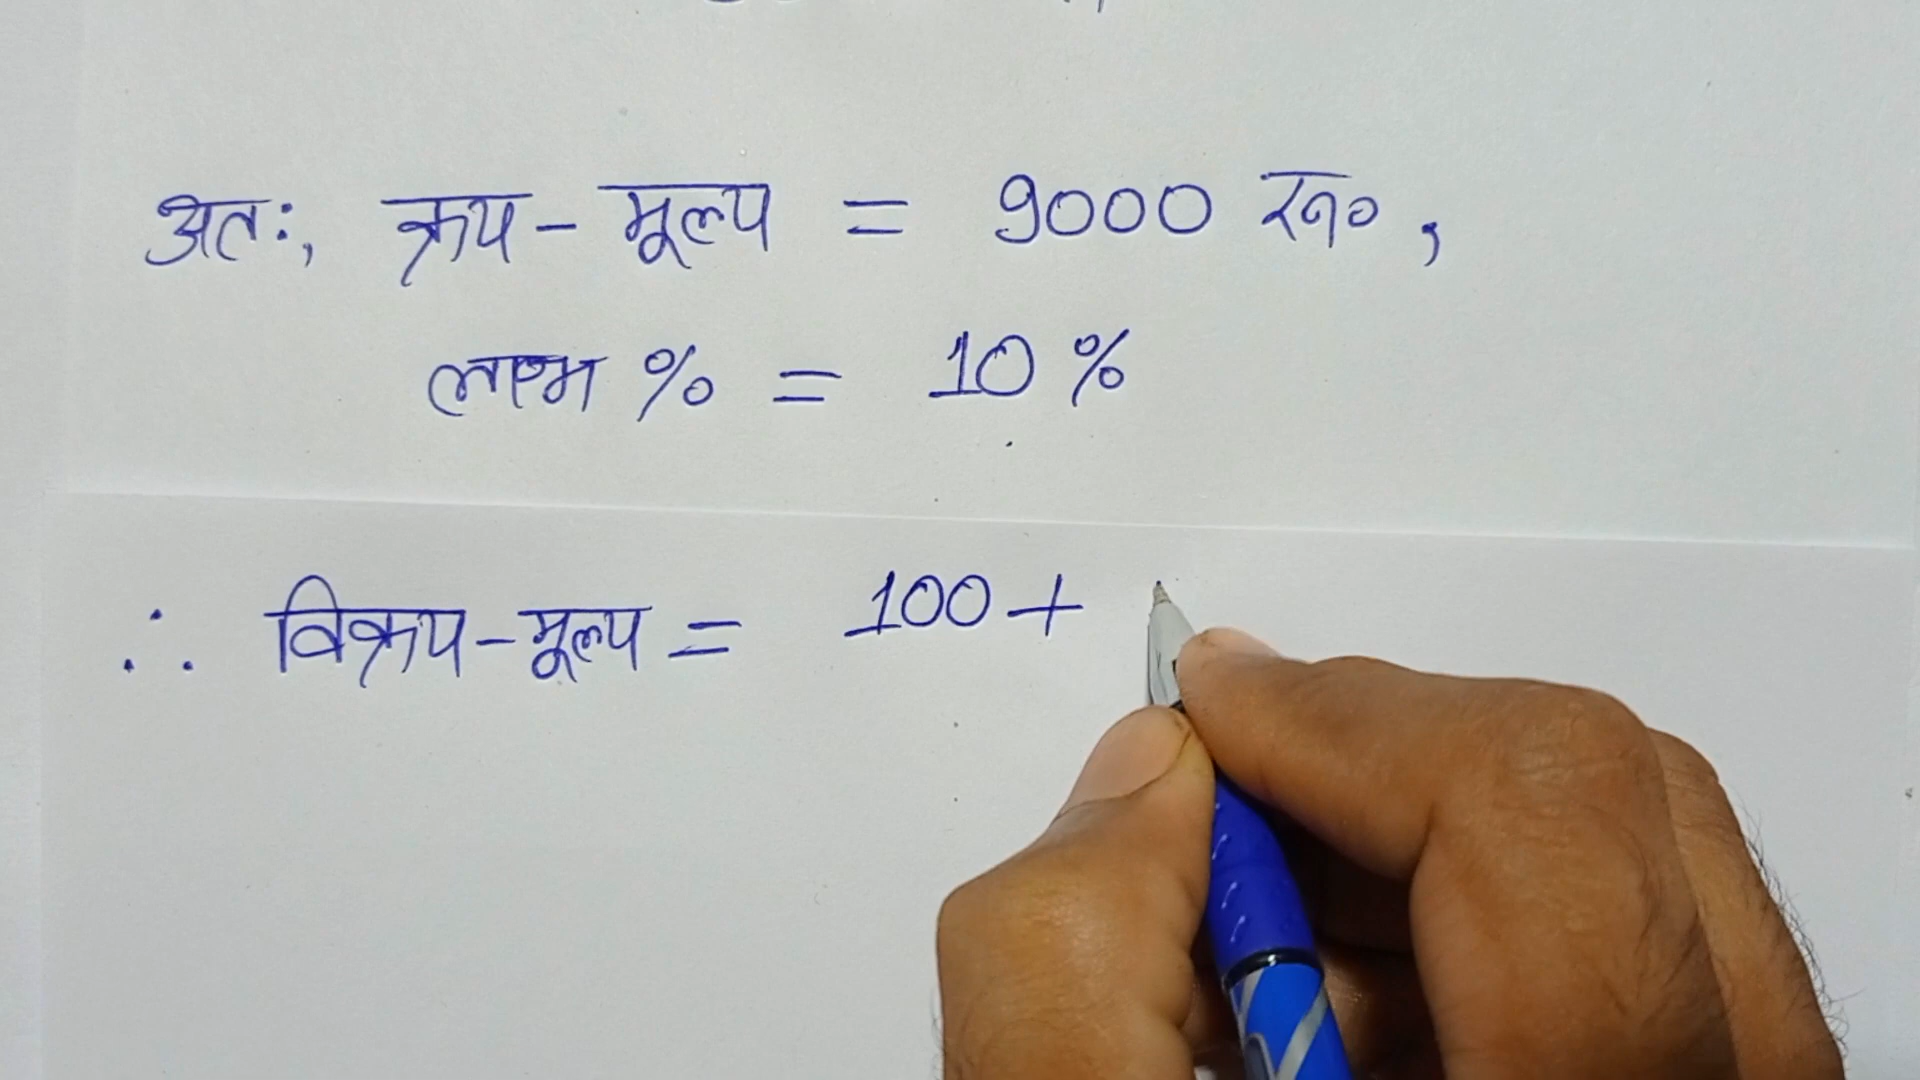 अतः, क्रय-मूल्य = 9000 रू०,
लाभ % = 10 %
∴ विक्रय-मूल्य = 100 +